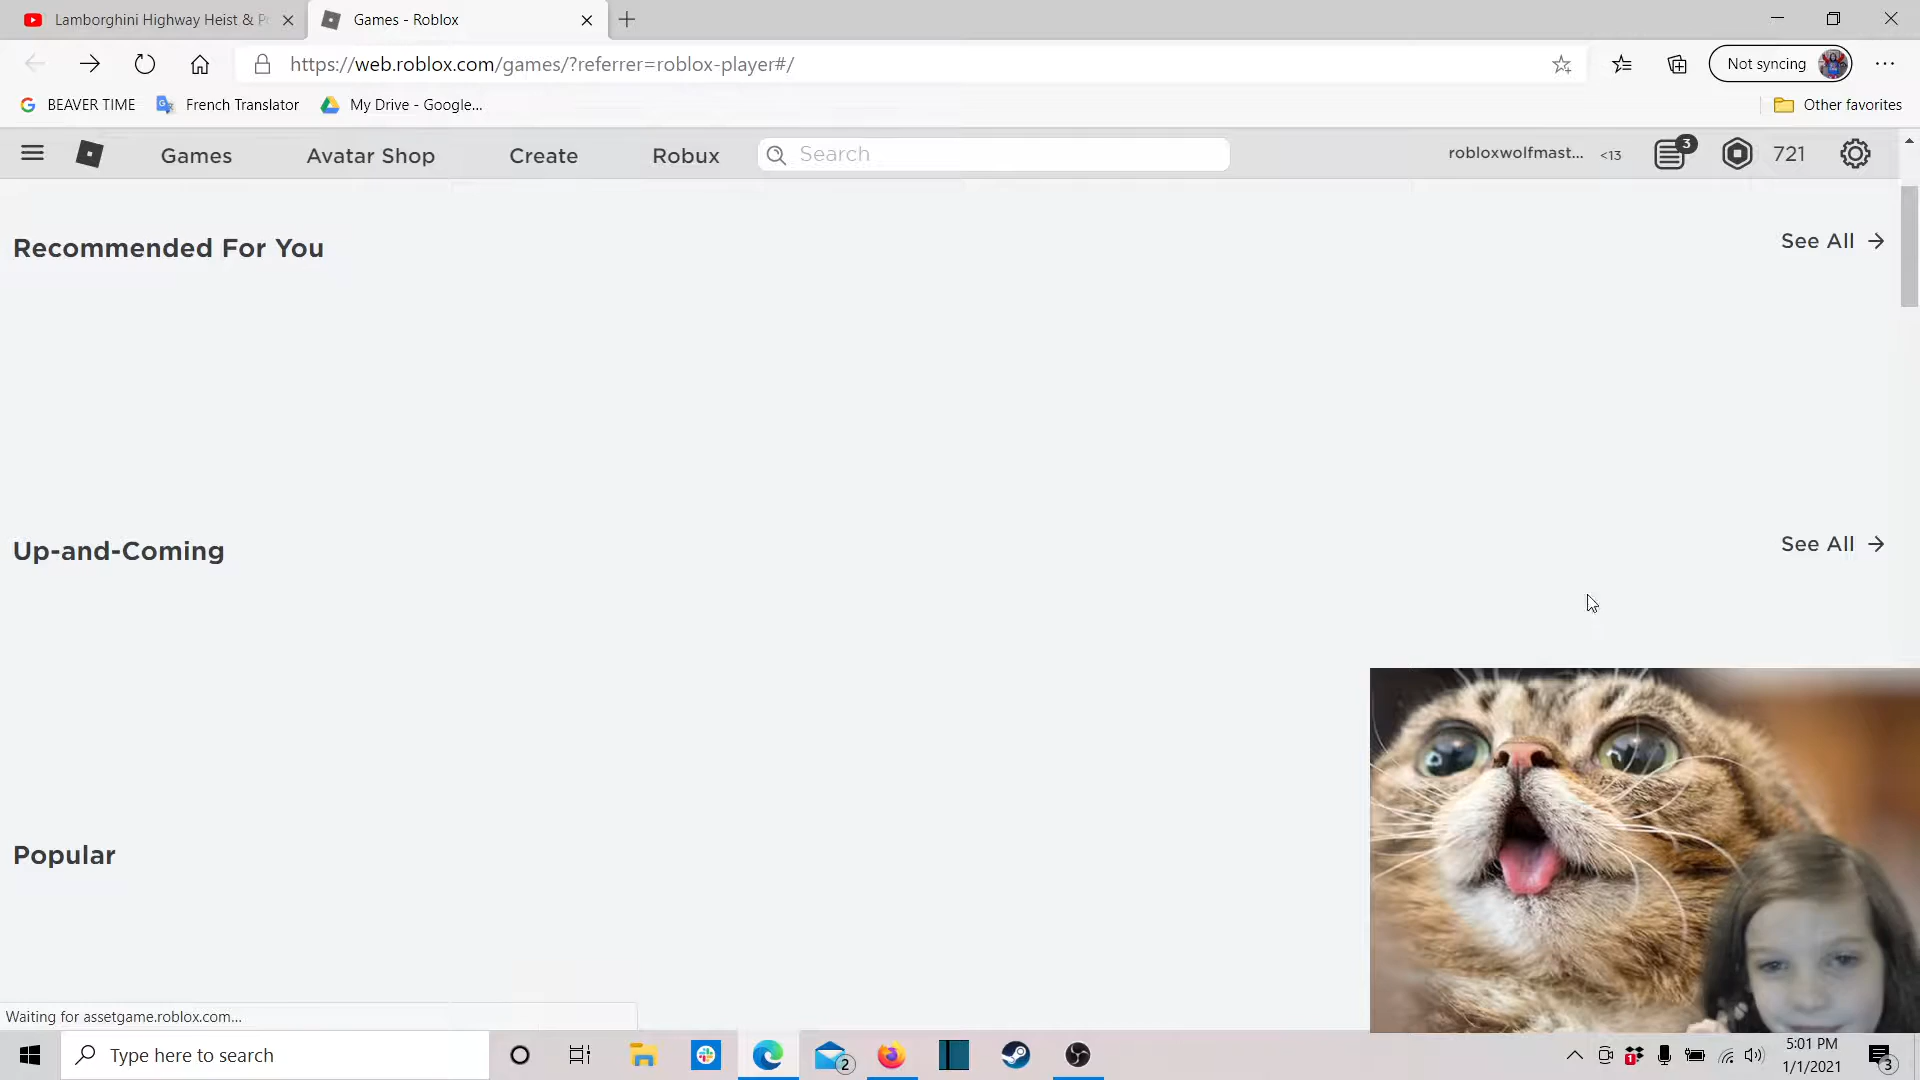 Lamborghini Highway Heist & P
Games - Roblox
https://web.roblox.com/games/?referrer=roblox-player#/
Not syncing
BEAVER TIME
French Translator
My Drive - Google...
Other favorites
Games
Avatar Shop
Create
Robux
Search
robloxwolfmast... <13
3
721
Recommended For You
See All
Up-and-Coming
See All
Popular
Waiting for assetgame.roblox.com...
Type here to search
2
1
5:01 PM
1/1/2021
3